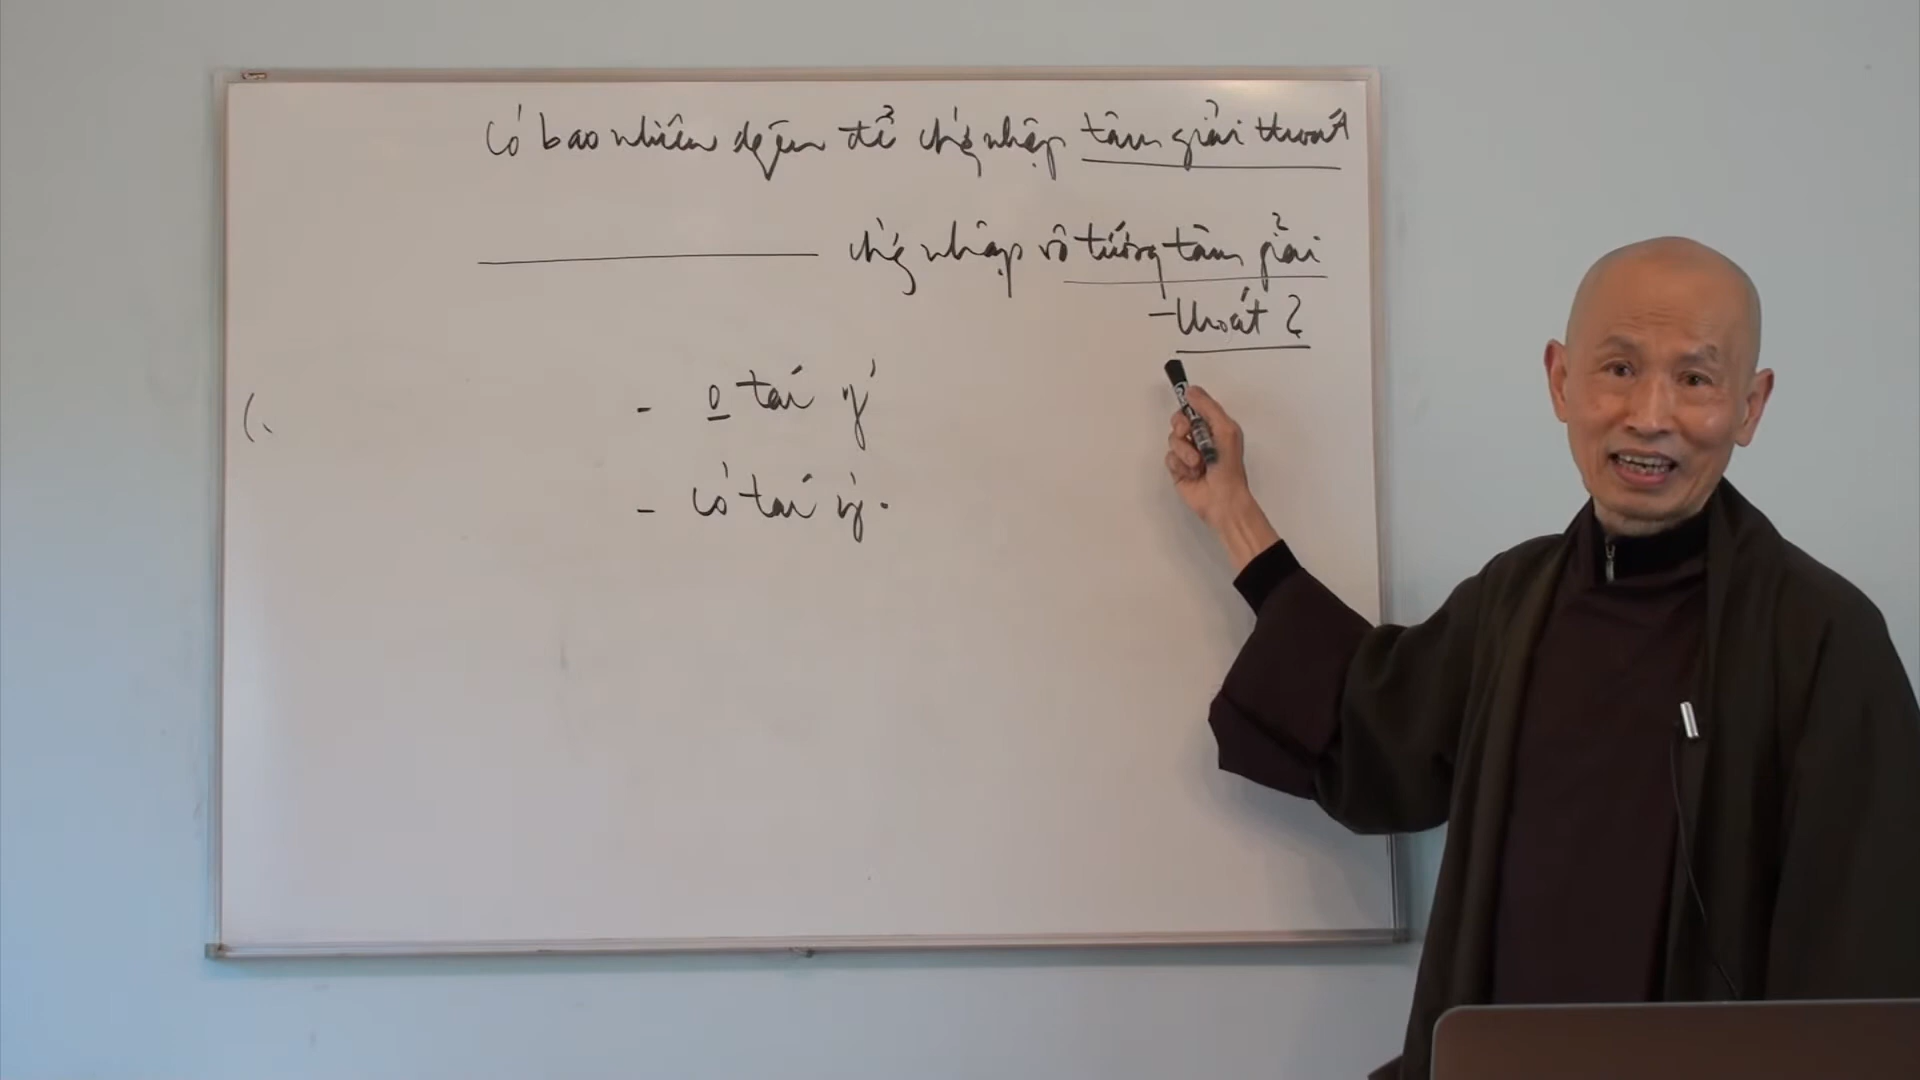 Có bao nhiêu duyên để chứng nhập tâm giải thoát
chứng nhập vô tướng tâm giải
-thoát ?
- o tác ý
- có tác ý.